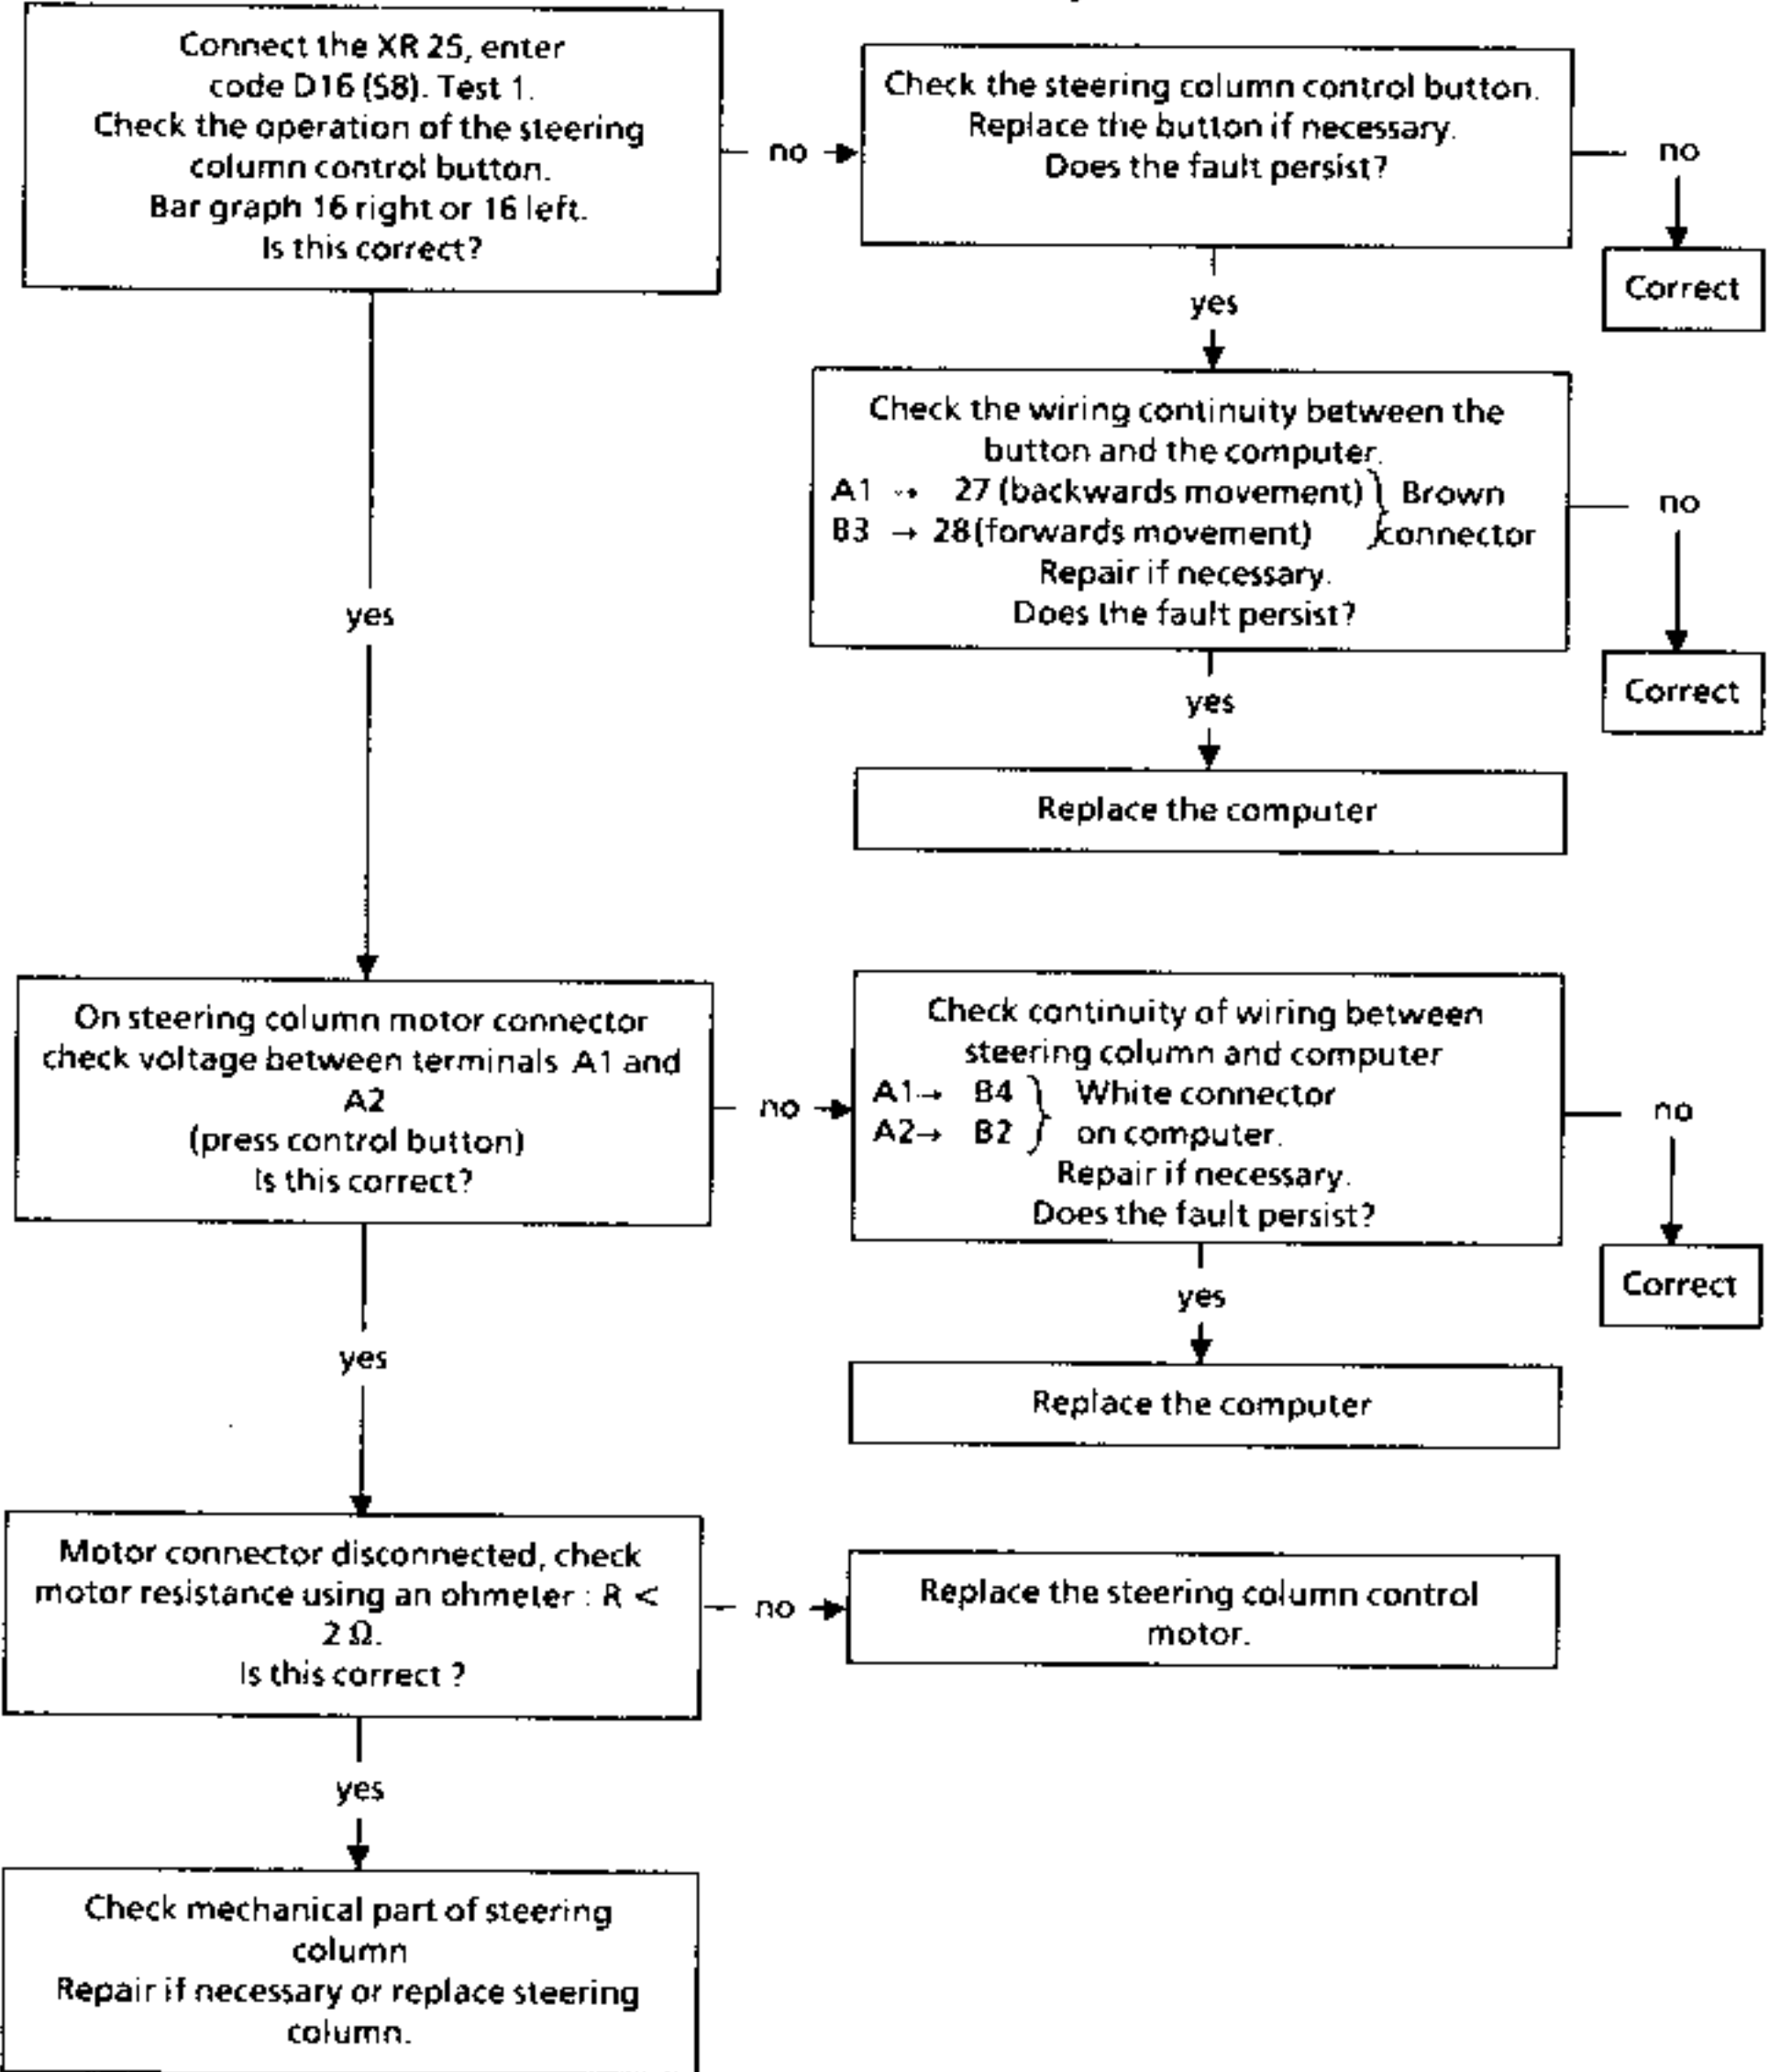 Connect the XR 25, enter
code D16 (S8). Test 1.
Check the operation of the steering
column control button.
Bar graph 16 right or 16 left.
Is this correct?
no
Check the steering column control button.
Replace the button if necessary.
Does the fault persist?
no
Correct
yes
Check the wiring continuity between the
button and the computer.
A1 → 27 (backwards movement) } Brown
B3 → 28 (forwards movement) connector
Repair if necessary.
Does the fault persist?
no
Correct
yes
Replace the computer
yes
On steering column motor connector
check voltage between terminals A1 and
A2
(press control button)
Is this correct?
no
Check continuity of wiring between
steering column and computer
A1 → B4 } White connector
A2 → B2 on computer.
Repair if necessary.
Does the fault persist?
no
Correct
yes
Replace the computer
yes
Motor connector disconnected, check
motor resistance using an ohmeter : R <
2 Ω.
Is this correct ?
no
Replace the steering column control
motor.
yes
Check mechanical part of steering
column
Repair if necessary or replace steering
column.